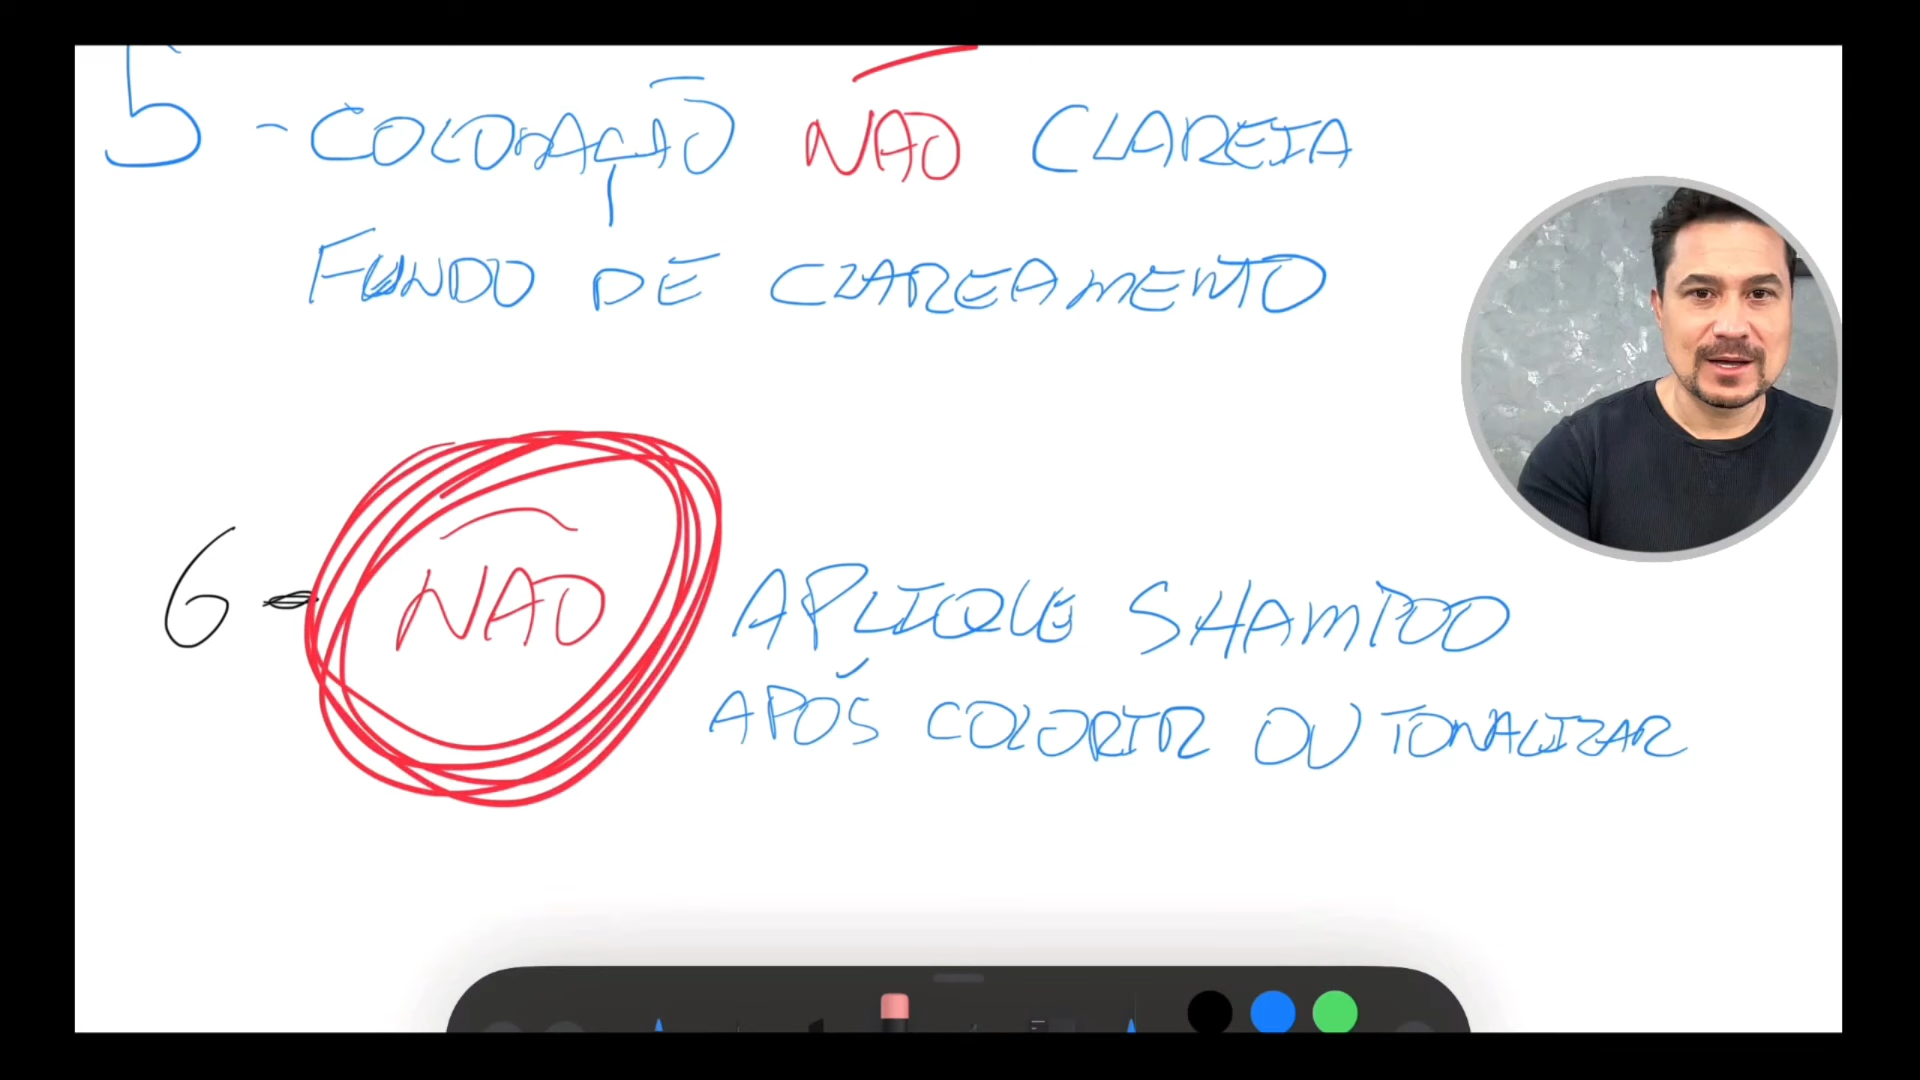 5 - COLORAÇÃO NÃO CLAREIA
FUNDO DE CLAREAMENTO
6 - NÃO APLIQUE SHAMPOO
APÓS COLORIR OU TONALIZAR